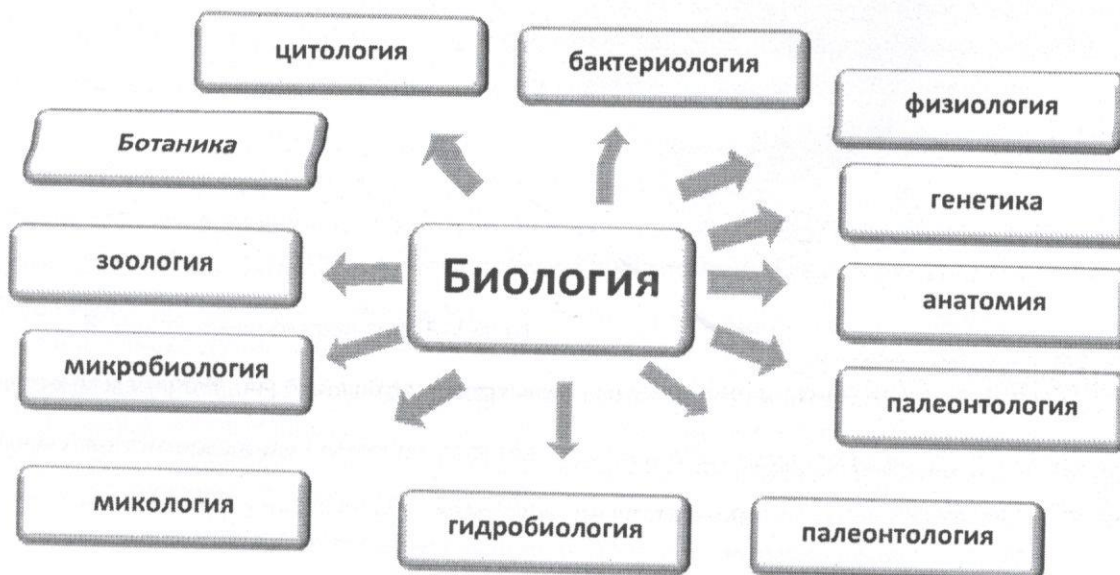 цитология
бактериология
физиология
Ботаника
генетика
зоология
Биология
анатомия
микробиология
палеонтология
микология
гидробиология
палеонтология